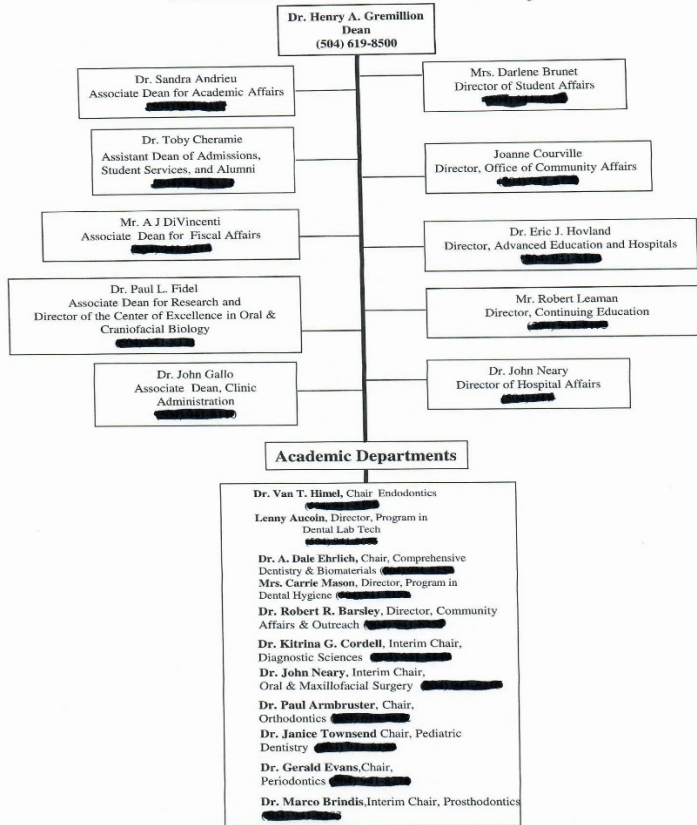 Dr. Henry A. Gremillion
Dean
(504) 619-8500
Dr. Sandra Andrieu
Associate Dean for Academic Affairs
Mrs. Darlene Brunet
Director of Student Affairs
Dr. Toby Cheramie
Assistant Dean of Admissions,
Student Services, and Alumni
Joanne Courville
Director, Office of Community Affairs
Mr. A J DiVincenti
Associate Dean for Fiscal Affairs
Dr. Eric J. Hovland
Director, Advanced Education and Hospitals
Dr. Paul L. Fidel
Associate Dean for Research and
Director of the Center of Excellence in Oral &
Craniofacial Biology
Mr. Robert Leaman
Director, Continuing Education
Dr. John Gallo
Associate Dean, Clinic
Administration
Dr. John Neary
Director of Hospital Affairs
Academic Departments
Dr. Van T. Himel, Chair Endodontics
Lenny Aucoin, Director, Program in
Dental Lab Tech
Dr. A. Dale Ehrlich, Chair, Comprehensive
Dentistry & Biomaterials
Mrs. Carrie Mason, Director, Program in
Dental Hygiene
Dr. Robert R. Barsley, Director, Community
Affairs & Outreach
Dr. Kitrina G. Cordell, Interim Chair,
Diagnostic Sciences
Dr. John Neary, Interim Chair,
Oral & Maxillofacial Surgery
Dr. Paul Armbruster, Chair,
Orthodontics
Dr. Janice Townsend Chair, Pediatric
Dentistry
Dr. Gerald Evans,Chair,
Periodontics
Dr. Marco Brindis,Interim Chair, Prosthodontics